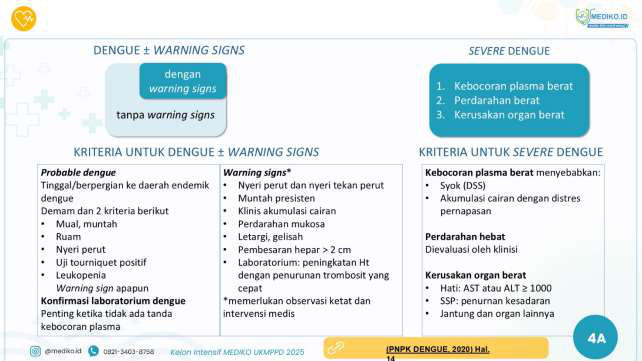 MEDIKO.ID
DENGUE ± WARNING SIGNS
dengan
warning signs
tanpa warning signs
SEVERE DENGUE
1. Kebocoran plasma berat
2. Perdarahan berat
3. Kerusakan organ berat
KRITERIA UNTUK DENGUE ± WARNING SIGNS
Probable dengue
Tinggal/berpergian ke daerah endemik
dengue
Demam dan 2 kriteria berikut
• Mual, muntah
• Ruam
• Nyeri perut
• Uji tourniquet positif
• Leukopenia
Warning sign apapun
Konfirmasi laboratorium dengue
Penting ketika tidak ada tanda
kebocoran plasma
Warning signs*
• Nyeri perut dan nyeri tekan perut
• Muntah presisten
• Klinis akumulasi cairan
• Perdarahan mukosa
• Letargi, gelisah
• Pembesaran hepar > 2 cm
• Laboratorium: peningkatan Ht
dengan penurunan trombosit yang
cepat
*memerlukan observasi ketat dan
intervensi medis
KRITERIA UNTUK SEVERE DENGUE
Kebocoran plasma berat menyebabkan:
• Syok (DSS)
• Akumulasi cairan dengan distres
pernapasan
Perdarahan hebat
Dievaluasi oleh klinisi
Kerusakan organ berat
• Hati: AST atau ALT ≥ 1000
• SSP: penurnan kesadaran
• Jantung dan organ lainnya
4A
@mediko.id
0821-3403-8758
Kelan Intensif MEDIKO UKMPPD 2025
(PNPK DENGUE, 2020) Hal.
14